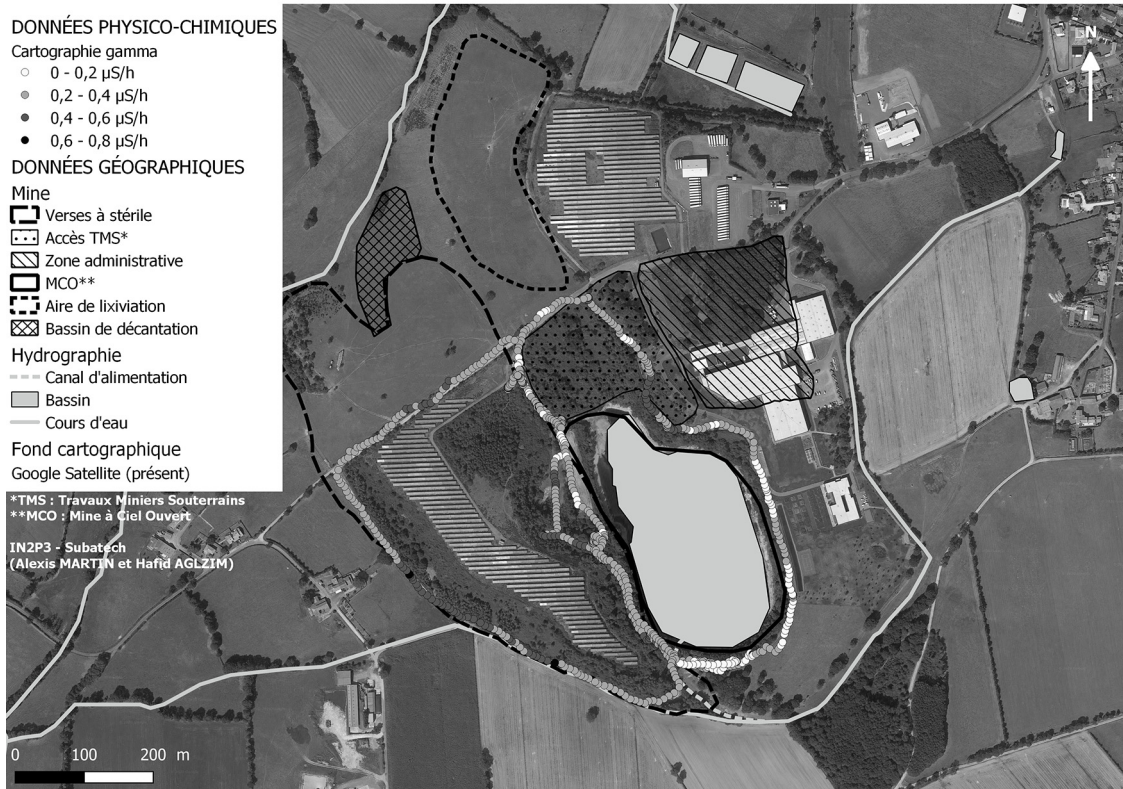 DONNÉES PHYSICO-CHIMIQUES
Cartographie gamma
0 - 0,2 µS/h
0,2 - 0,4 µS/h
0,4 - 0,6 µS/h
0,6 - 0,8 µS/h
DONNÉES GÉOGRAPHIQUES
Mine
Verses à stérile
Accès TMS*
Zone administrative
MCO**
Aire de lixiviation
Bassin de décantation
Hydrographie
Canal d'alimentation
Bassin
Cours d'eau
Fond cartographique
Google Satellite (présent)
*TMS : Travaux Miniers Souterrains
**MCO : Mine à Ciel Ouvert
IN2P3 - Subatech
(Alexis MARTIN et Hafid AGLZIM)
N
0 100 200 m